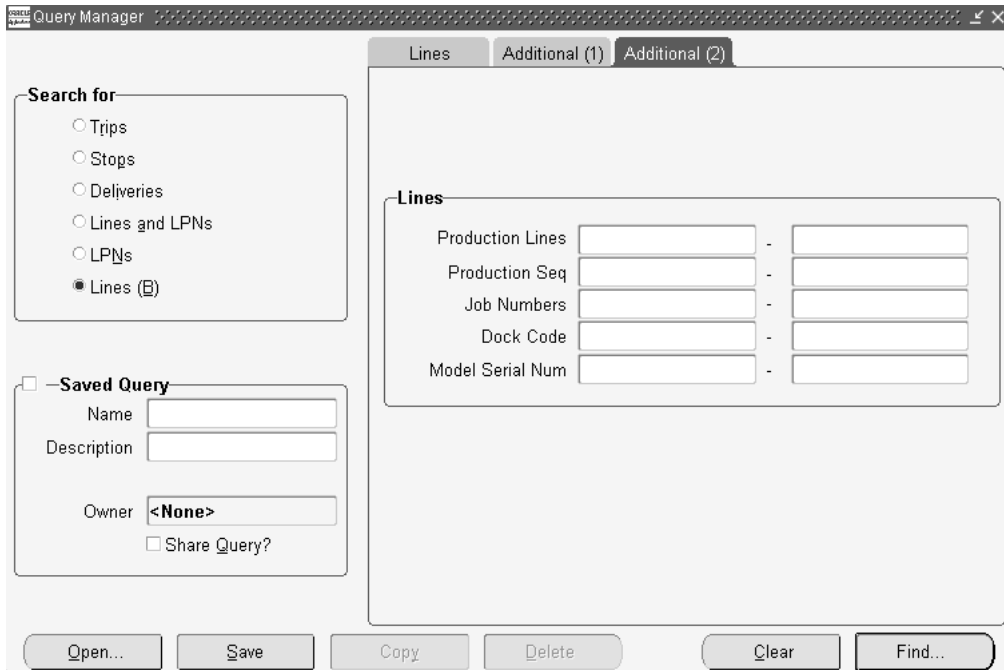 Query Manager
Lines
Additional (1)
Additional (2)
Search for
Trips
Stops
Deliveries
Lines and LPNs
LPNs
Lines (B)
Saved Query
Name
Description
Owner <None>
Share Query?
Lines
Production Lines -
Production Seq -
Job Numbers -
Dock Code -
Model Serial Num -
Open...
Save
Copy
Delete
Clear
Find...